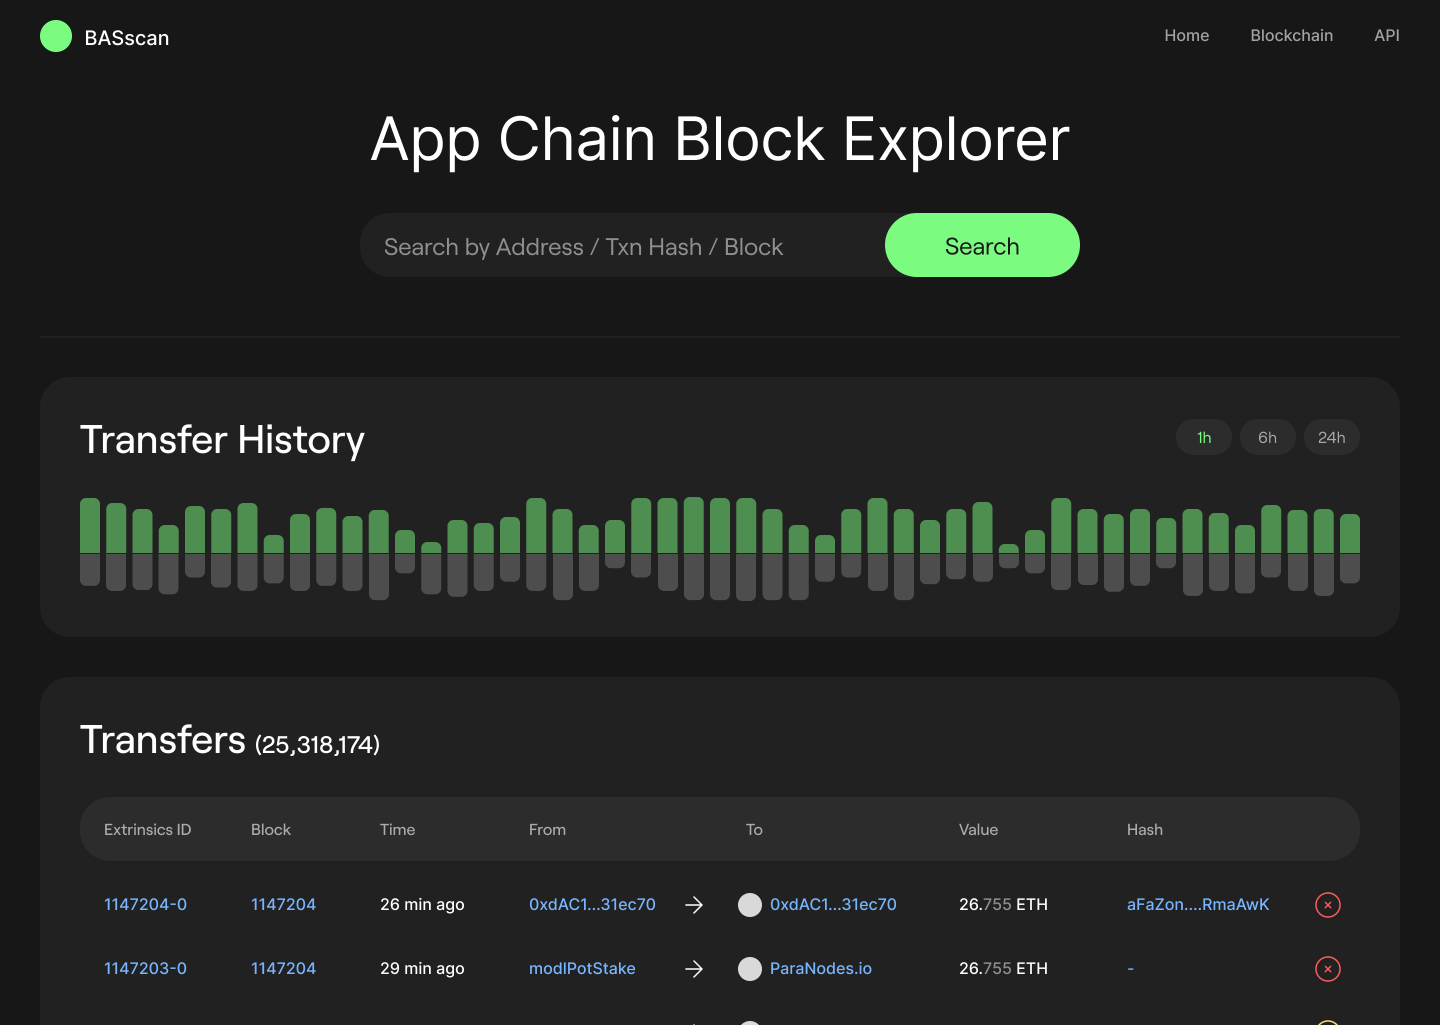 BASscan
Home Blockchain API
App Chain Block Explorer
Search by Address / Txn Hash / Block Search
Transfer History 1h 6h 24h
Transfers (25,318,174)
Extrinsics ID Block Time From To Value Hash
1147204-0 1147204 26 min ago 0xdAC1...31ec70 → 0xdAC1...31ec70 26.755 ETH aFaZon....RmaAwK
1147203-0 1147204 29 min ago modlPotStake → ParaNodes.io 26.755 ETH -